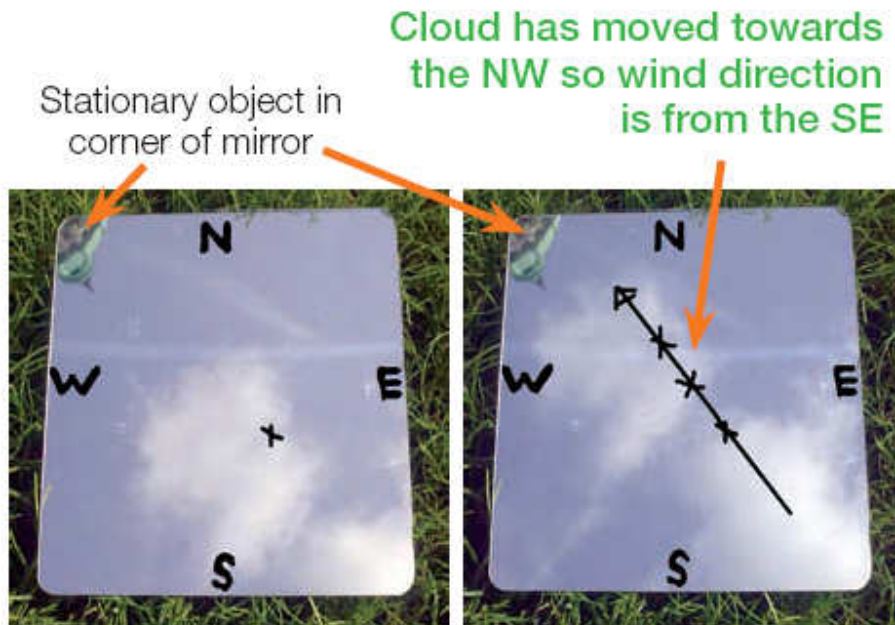 Cloud has moved towards
the NW so wind direction
is from the SE
Stationary object in
corner of mirror
N
W
E
S
N
W
E
S